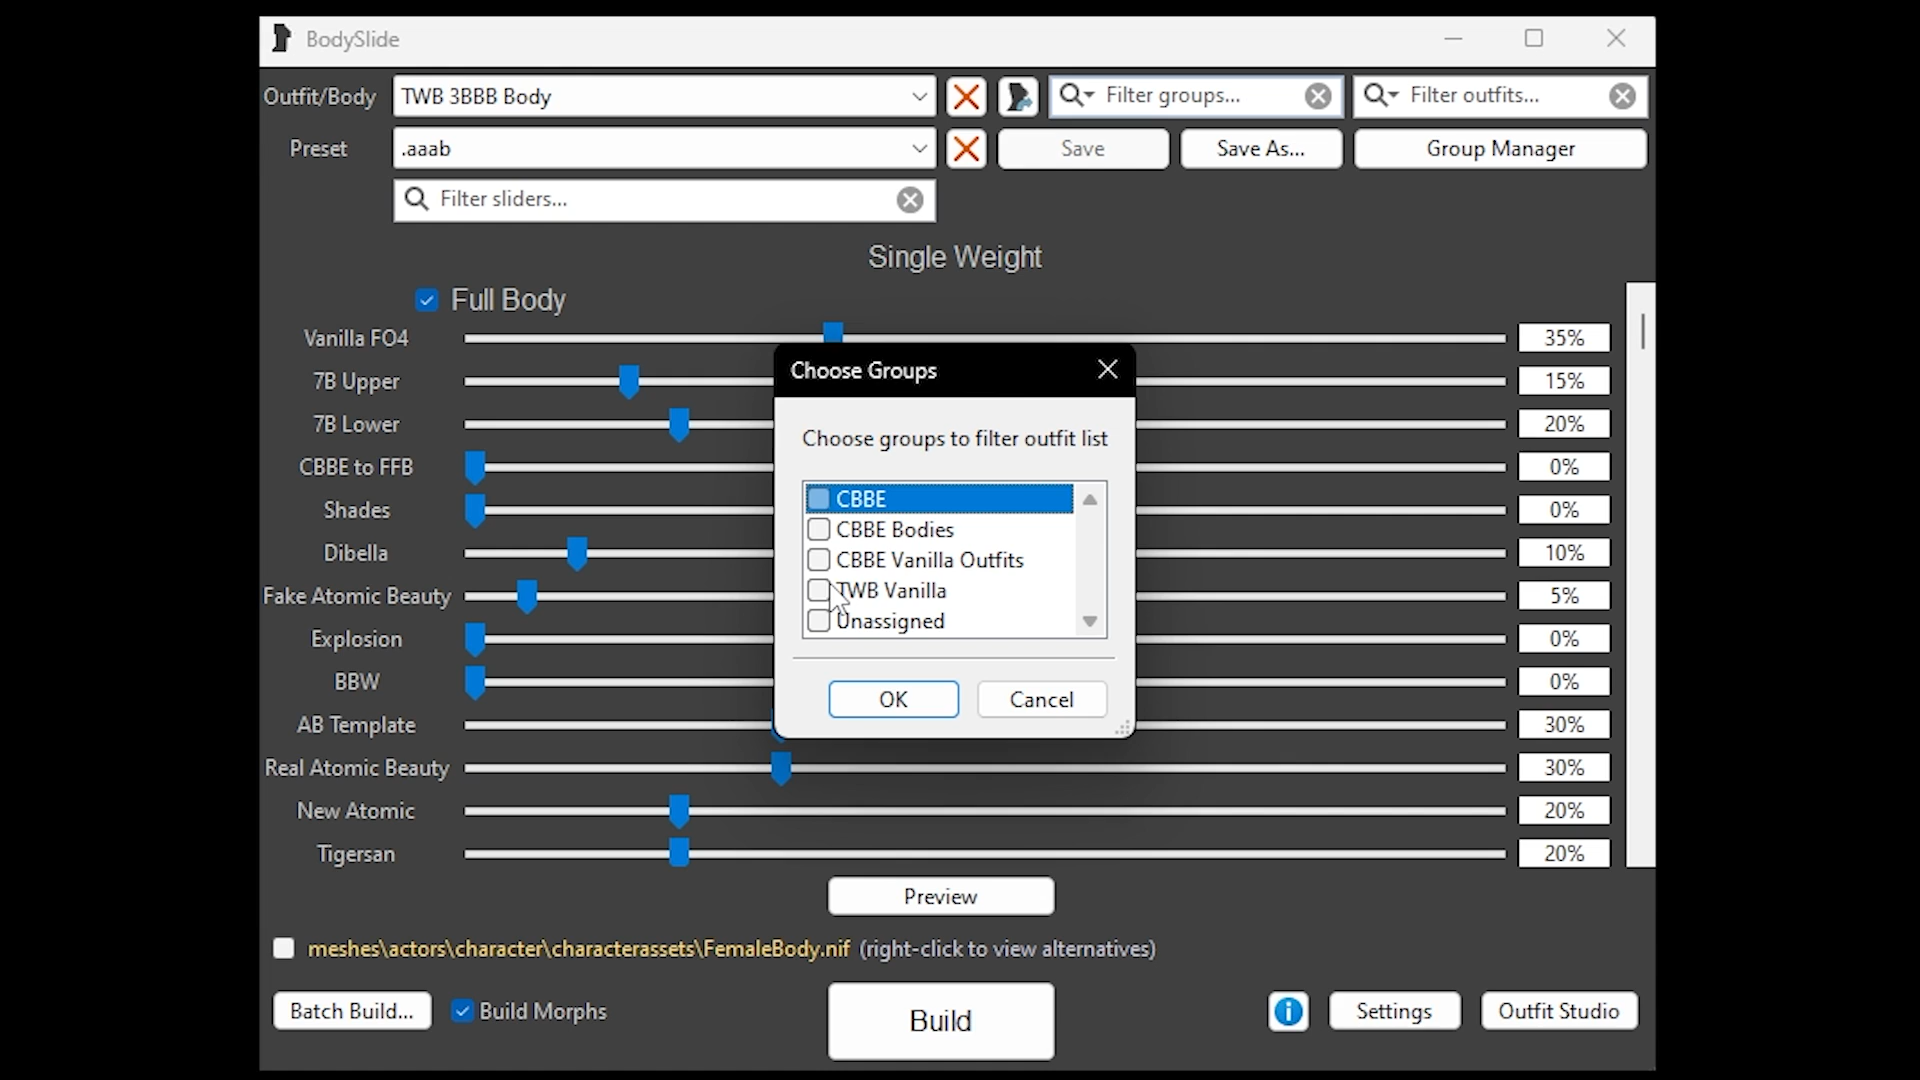 BodySlide
Outfit/Body TWB 3BBB Body Filter groups... Filter outfits...
Preset .aaab Save Save As... Group Manager
Filter sliders...
Single Weight
Full Body
Vanilla FO4 35%
7B Upper 15%
7B Lower 20%
CBBE to FFB 0%
Shades 0%
Dibella 10%
Fake Atomic Beauty 5%
Explosion 0%
BBW 0%
AB Template 30%
Real Atomic Beauty 30%
New Atomic 20%
Tigersan 20%
Choose Groups
Choose groups to filter outfit list
CBBE
CBBE Bodies
CBBE Vanilla Outfits
TWB Vanilla
Unassigned
OK Cancel
Preview
meshes\actors\character\characterassets\FemaleBody.nif (right-click to view alternatives)
Batch Build... Build Morphs Build Settings Outfit Studio